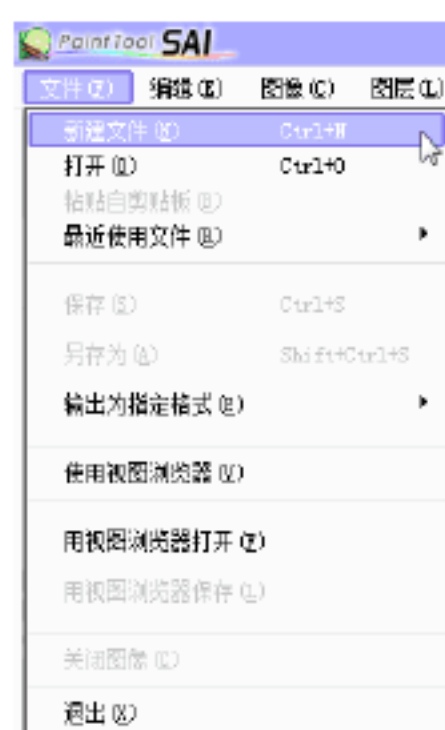 PaintTool SAI
文件(F) 编辑(E) 图像(C) 图层(L)
新建文件(N) Ctrl+N
打开(O) Ctrl+O
粘贴自剪贴板(B)
最近使用文件(R)
保存(S) Ctrl+S
另存为(A) Shift+Ctrl+S
输出为指定格式(E)
使用视图浏览器(V)
用视图浏览器打开(Z)
用视图浏览器保存(L)
关闭图像(C)
退出(X)